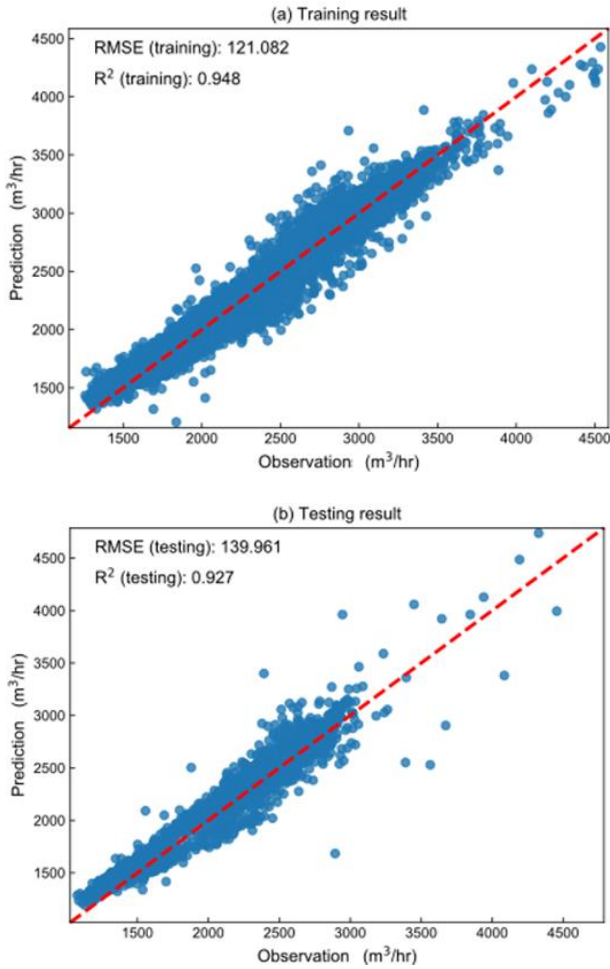 (a) Training result
RMSE (training): 121.082
R² (training): 0.948
4500
4000
3500
3000
2500
2000
1500
Prediction (m³/hr)
1500 2000 2500 3000 3500 4000 4500
Observation (m³/hr)
(b) Testing result
RMSE (testing): 139.961
R² (testing): 0.927
4500
4000
3500
3000
2500
2000
1500
Prediction (m³/hr)
1500 2000 2500 3000 3500 4000 4500
Observation (m³/hr)